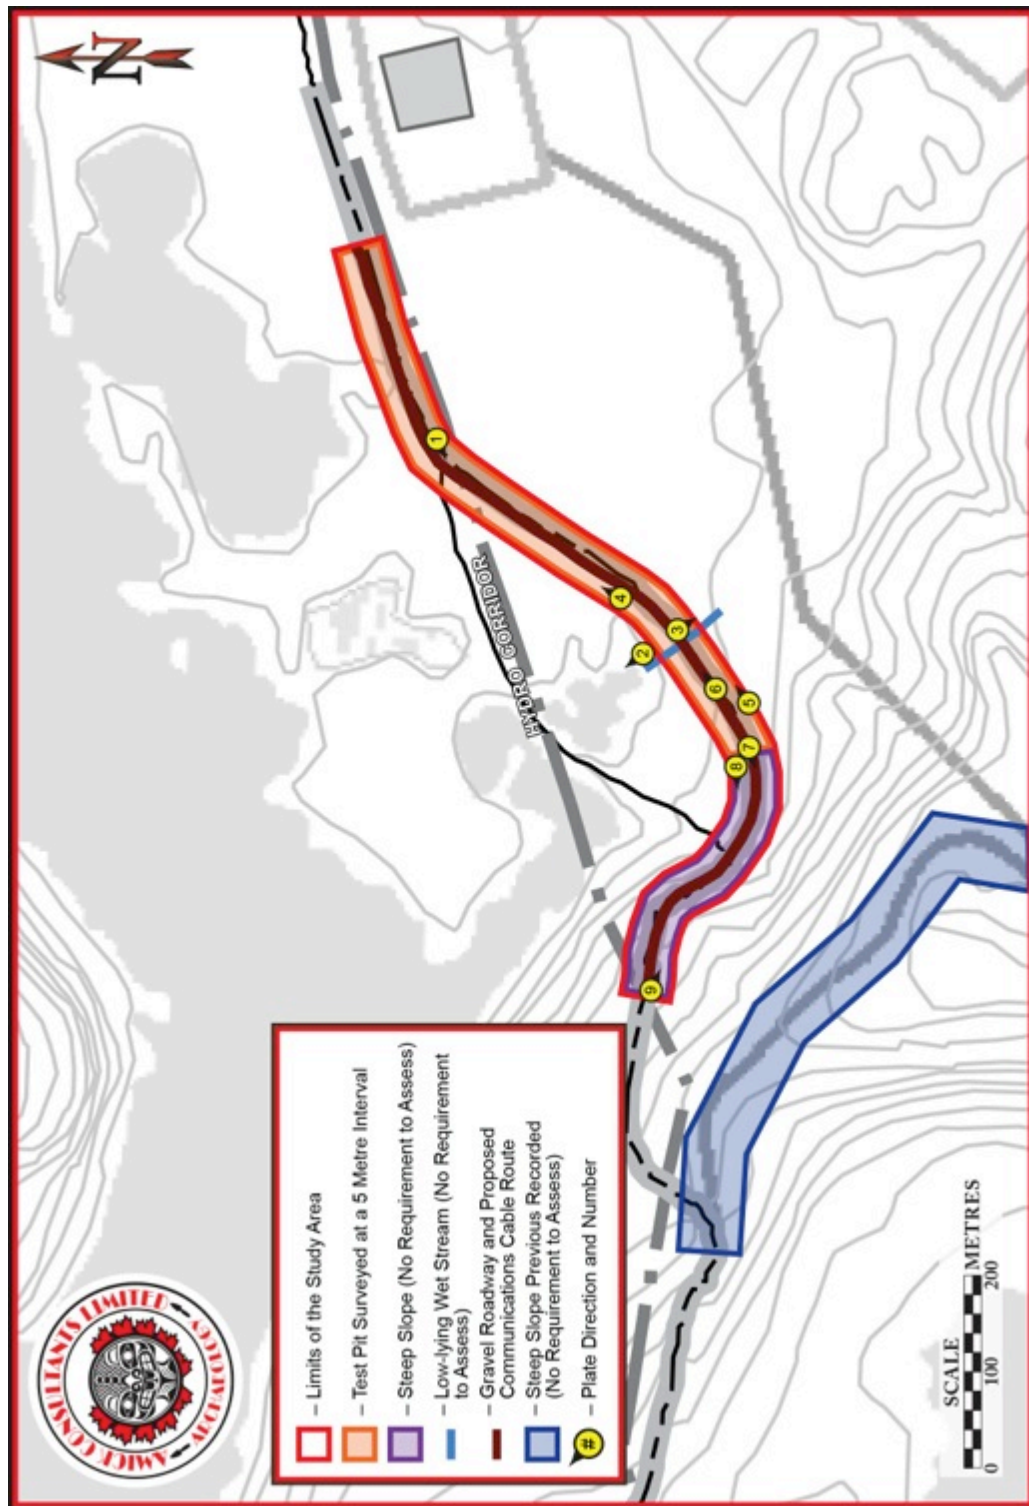 AMICK CONSULTANTS LIMITED
ARCHAEOLOGY
– Limits of the Study Area
– Test Pit Surveyed at a 5 Metre Interval
– Steep Slope (No Requirement to Assess)
– Low-lying Wet Stream (No Requirement
to Assess)
– Gravel Roadway and Proposed
Communications Cable Route
– Steep Slope Previous Recorded
(No Requirement to Assess)
# – Plate Direction and Number
SCALE
0 100 200 METRES
HYDRO CORRIDOR
N
1
2
3
4
5
6
7
8
9